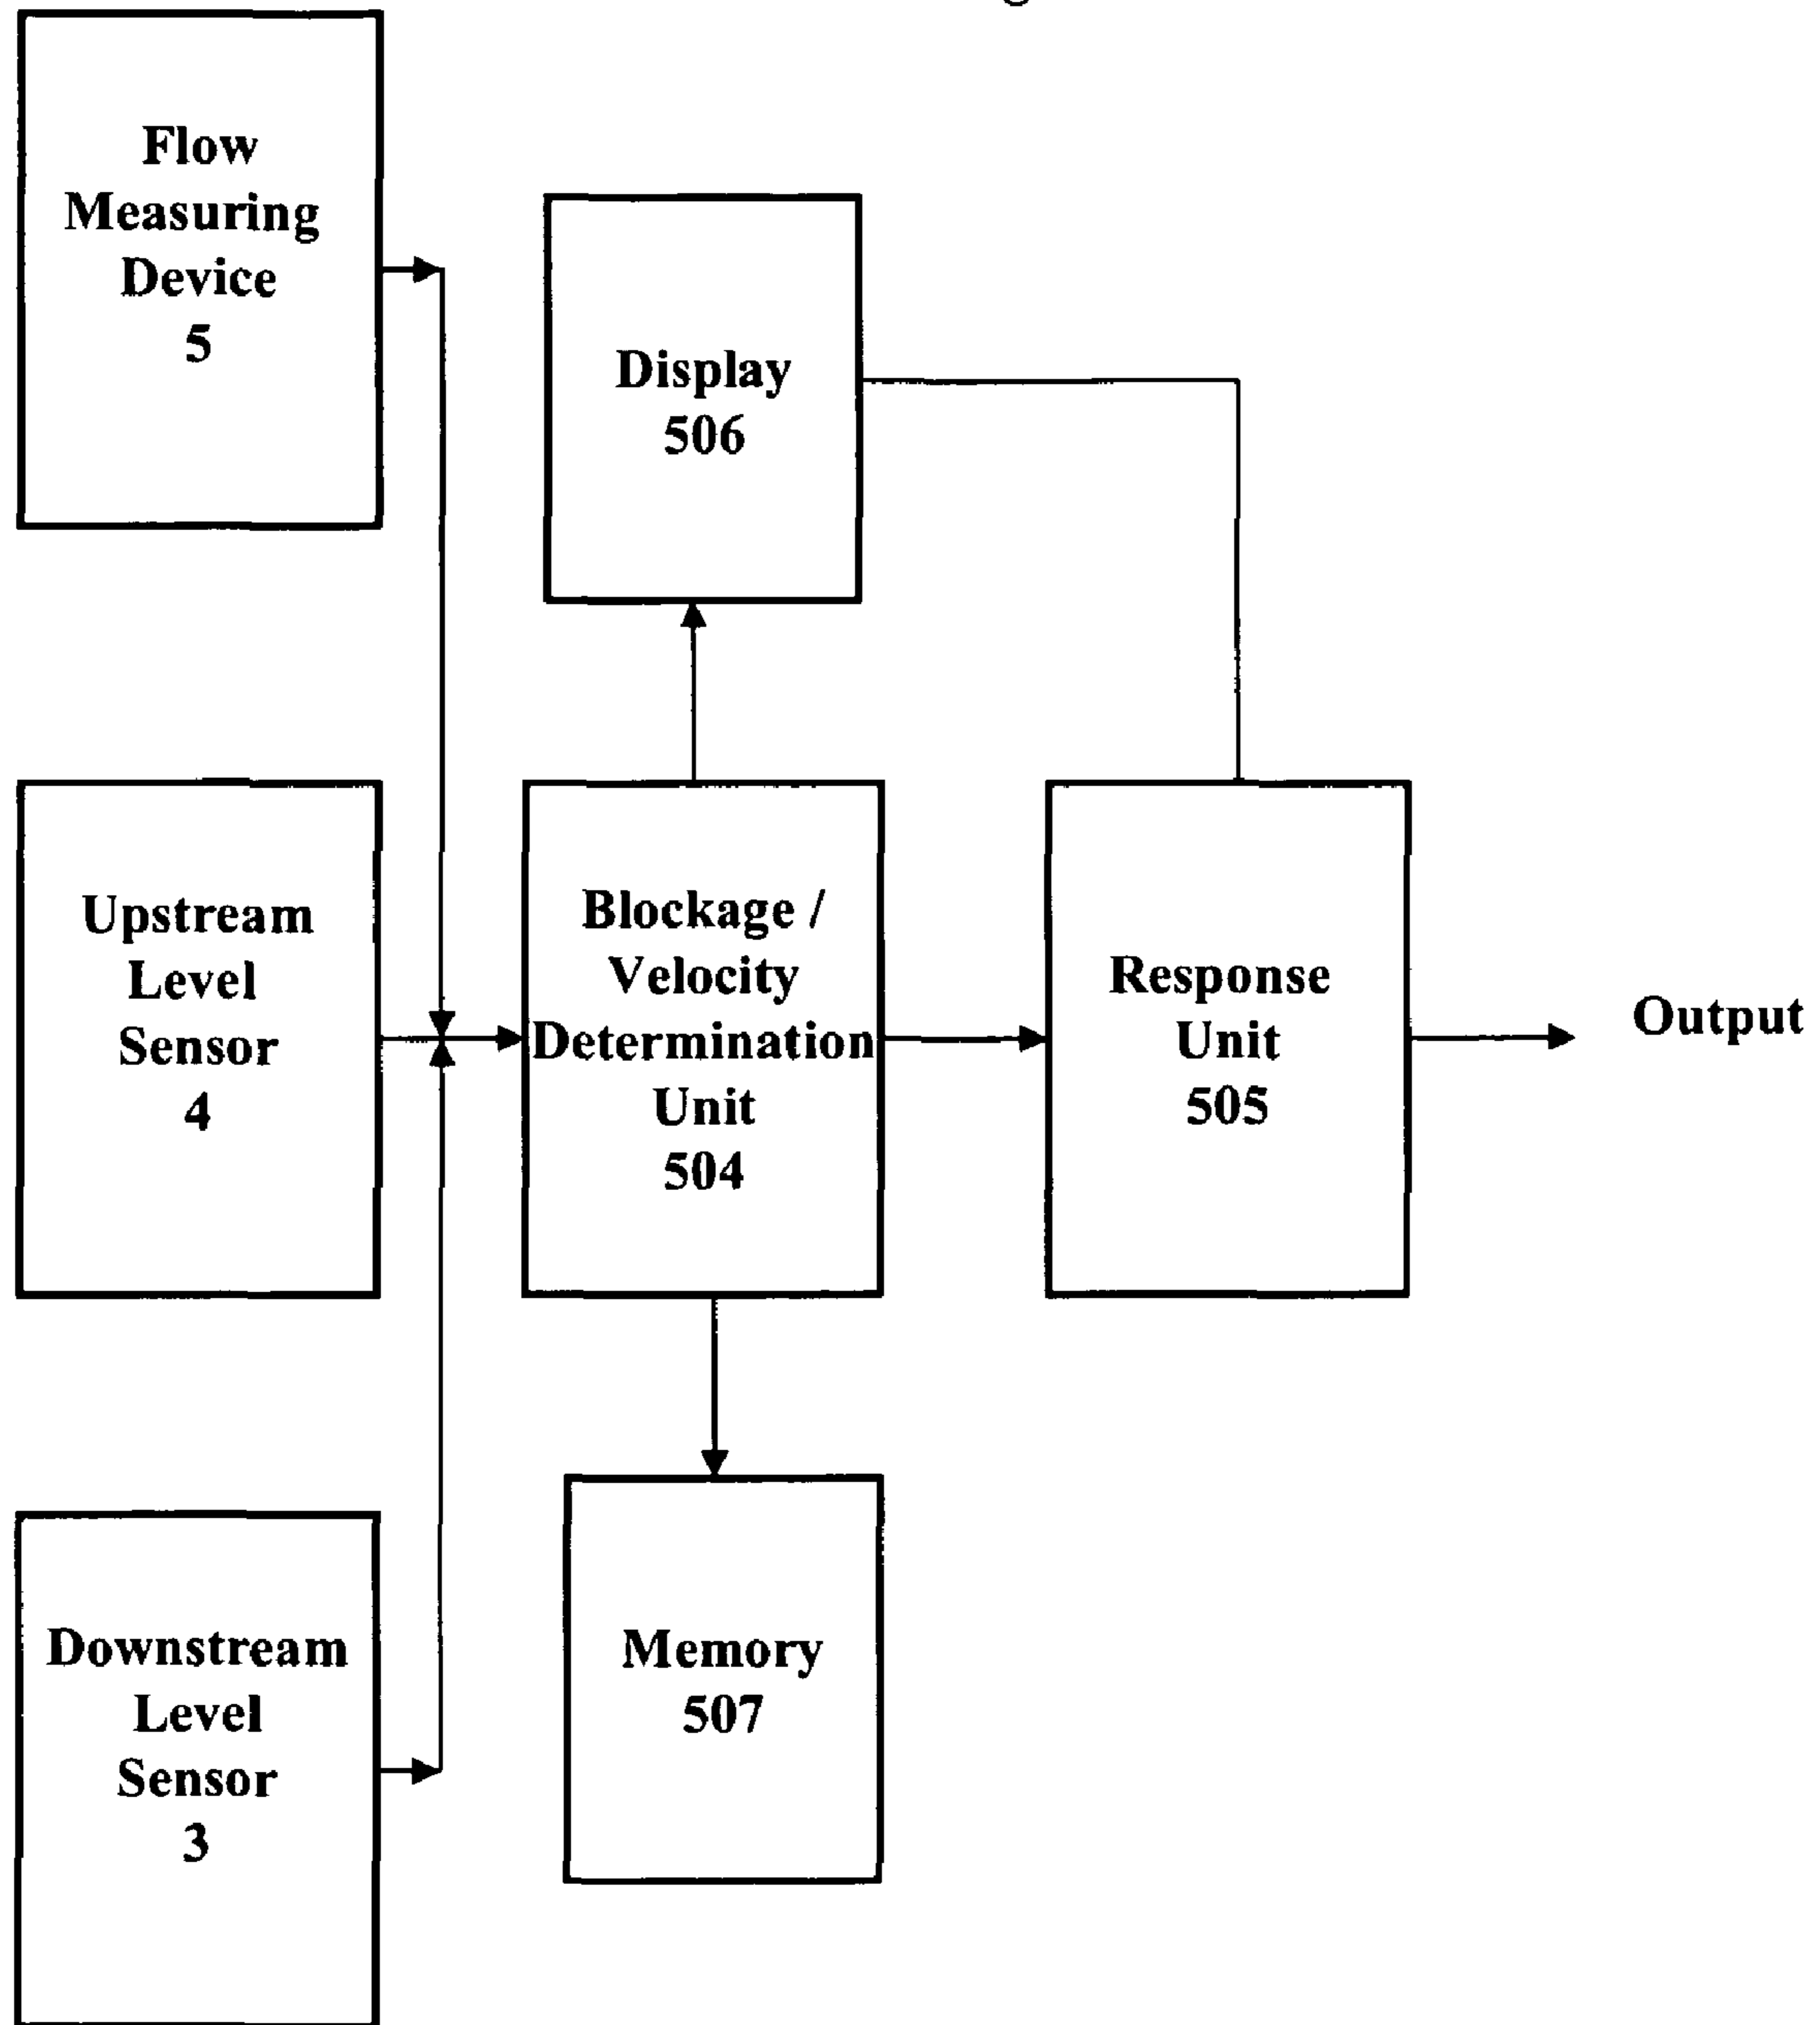 Flow
Measuring
Device
5
Display
506
Upstream
Level
Sensor
4
Blockage /
Velocity
Determination
Unit
504
Response
Unit
505
Output
Downstream
Level
Sensor
3
Memory
507